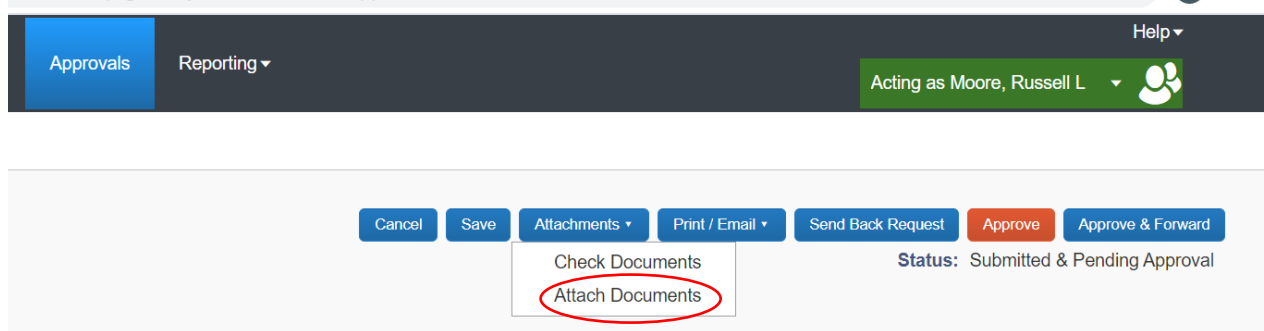 Help
Approvals
Reporting
Acting as Moore, Russell L
Cancel
Save
Attachments
Print / Email
Send Back Request
Approve
Approve & Forward
Check Documents
Attach Documents
Status: Submitted & Pending Approval